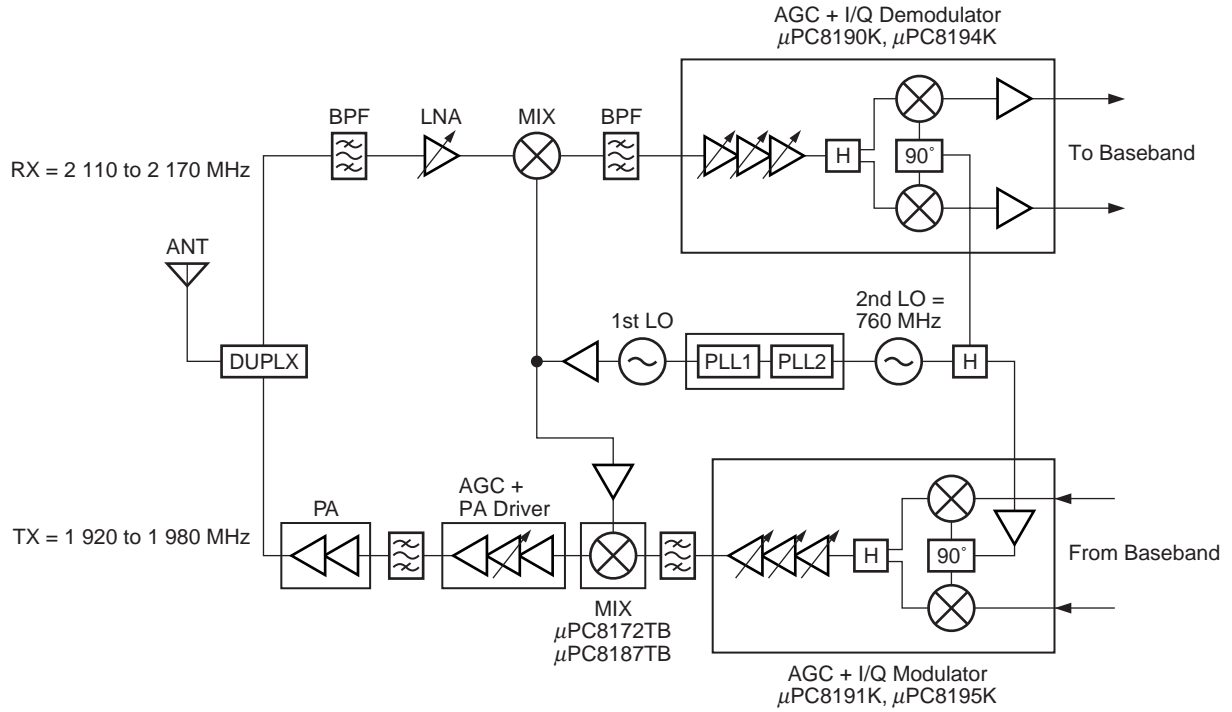 AGC + I/Q Demodulator
μPC8190K, μPC8194K
BPF
LNA
MIX
BPF
H
90˚
To Baseband
RX = 2 110 to 2 170 MHz
ANT
DUPLX
1st LO
PLL1
PLL2
2nd LO =
760 MHz
H
TX = 1 920 to 1 980 MHz
PA
AGC +
PA Driver
MIX
μPC8172TB
μPC8187TB
H
90˚
From Baseband
AGC + I/Q Modulator
μPC8191K, μPC8195K